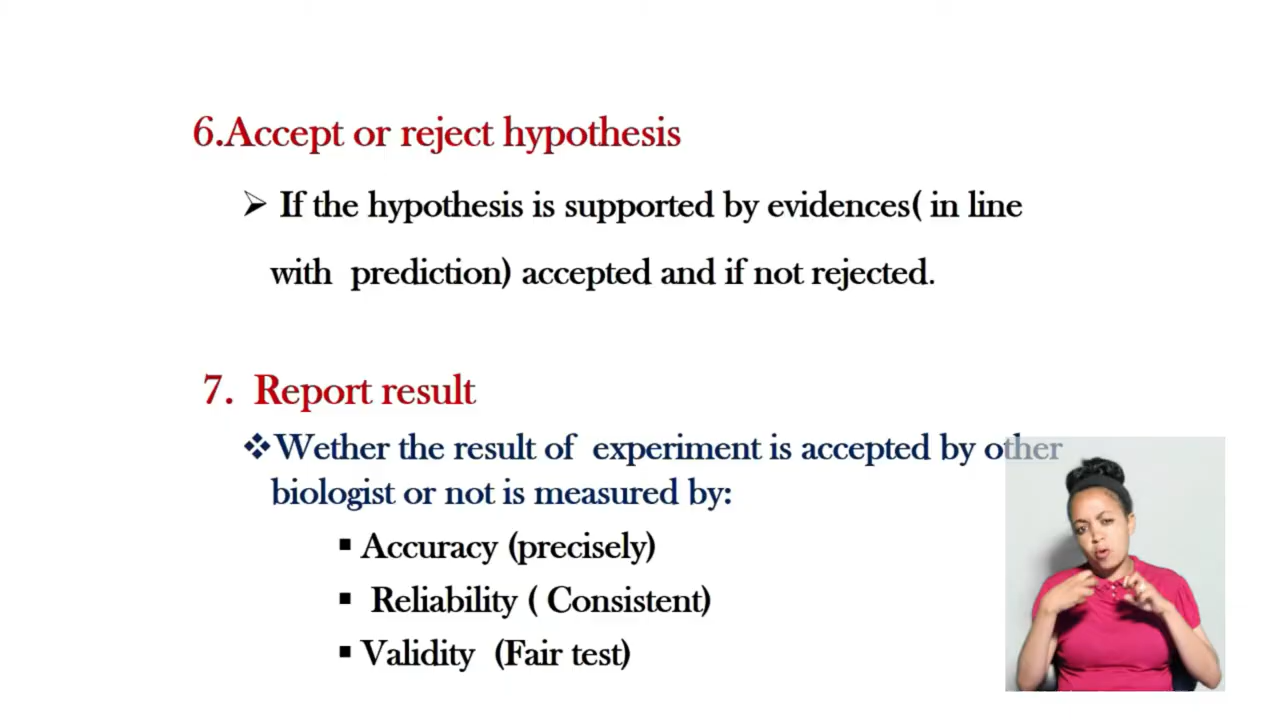 6.Accept or reject hypothesis
➢ If the hypothesis is supported by evidences( in line
with prediction) accepted and if not rejected.
7. Report result
❖Wether the result of experiment is accepted by other
biologist or not is measured by:
▪ Accuracy (precisely)
▪ Reliability ( Consistent)
▪ Validity (Fair test)